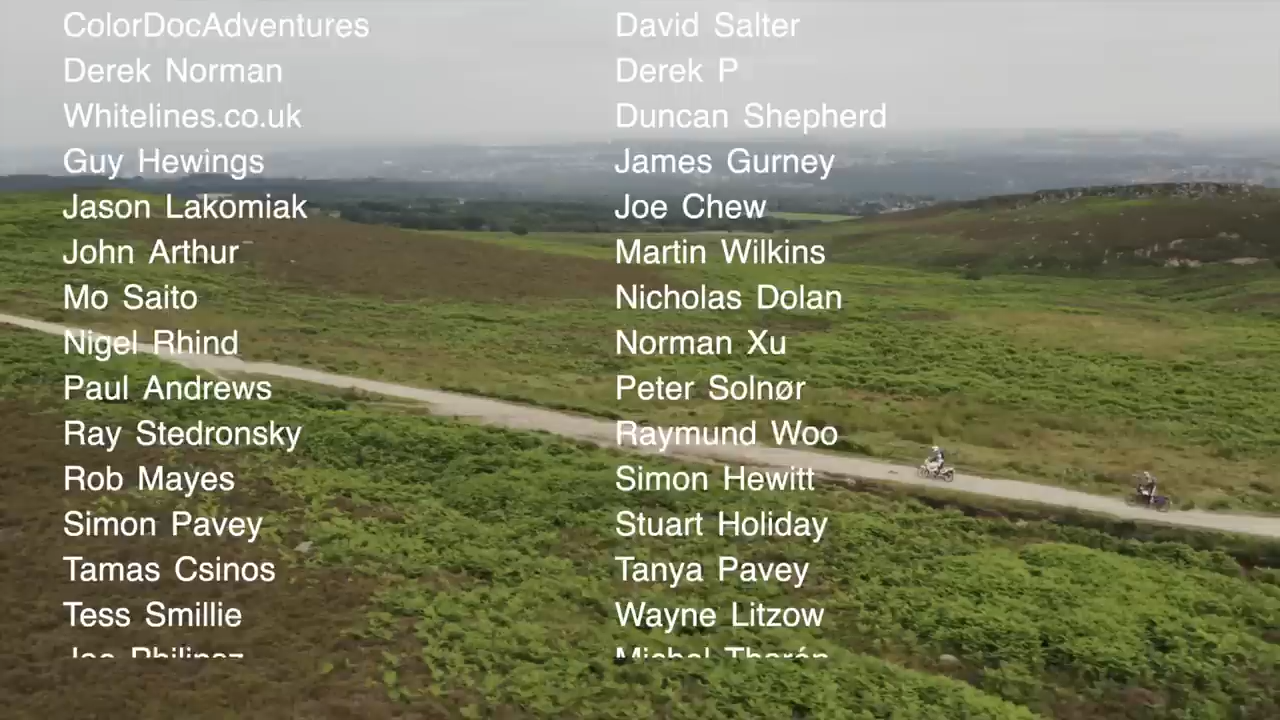 ColorDocAdventures
Derek Norman
Whitelines.co.uk
Guy Hewings
Jason Lakomiak
John Arthur
Mo Saito
Nigel Rhind
Paul Andrews
Ray Stedronsky
Rob Mayes
Simon Pavey
Tamas Csinos
Tess Smillie
David Salter
Derek P
Duncan Shepherd
James Gurney
Joe Chew
Martin Wilkins
Nicholas Dolan
Norman Xu
Peter Solnør
Raymund Woo
Simon Hewitt
Stuart Holiday
Tanya Pavey
Wayne Litzow